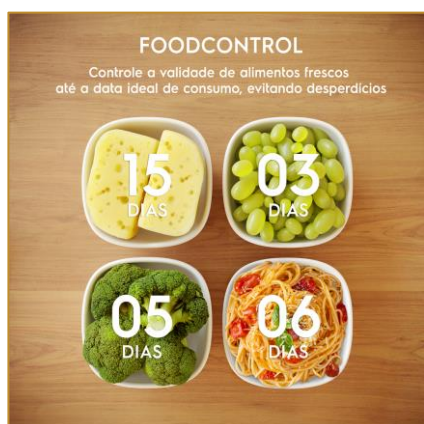 FOODCONTROL
Controle a validade de alimentos frescos
até a data ideal de consumo, evitando desperdícios
15
DIAS
03
DIAS
05
DIAS
06
DIAS